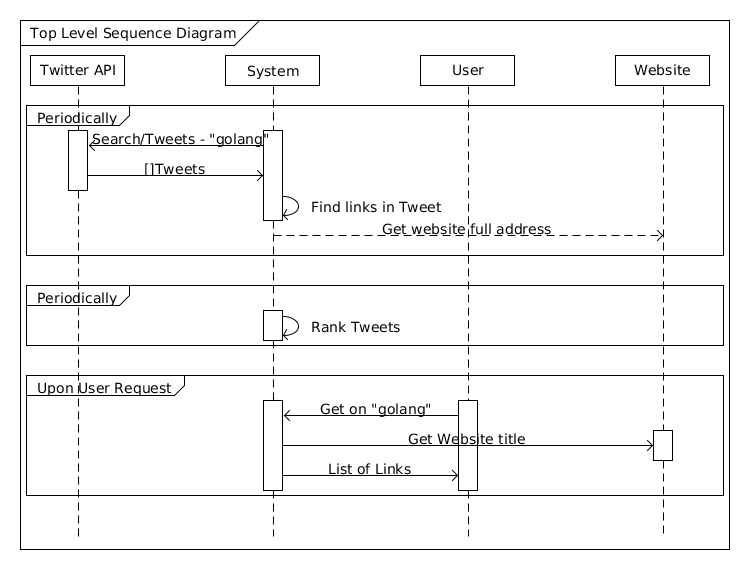 Top Level Sequence Diagram
Twitter API
System
User
Website
Periodically
Search/Tweets - "golang"
[]Tweets
Find links in Tweet
Get website full address
Periodically
Rank Tweets
Upon User Request
Get on "golang"
Get Website title
List of Links